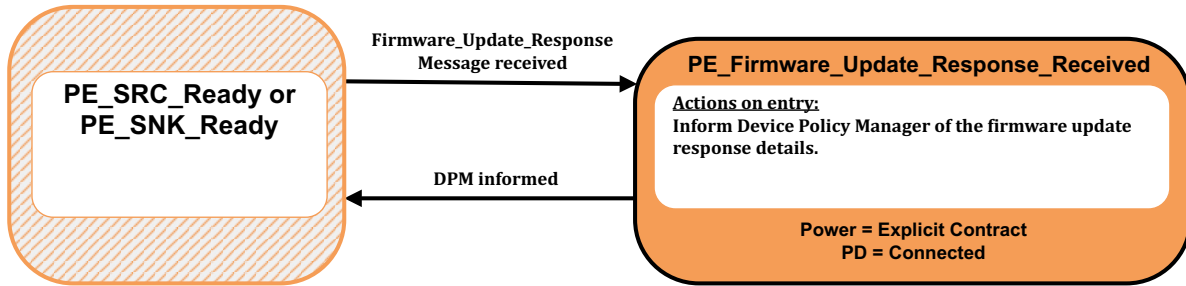 PE_SRC_Ready or
PE_SNK_Ready
Firmware_Update_Response
Message received
DPM informed
PE_Firmware_Update_Response_Received
Actions on entry:
Inform Device Policy Manager of the firmware update
response details.
Power = Explicit Contract
PD = Connected